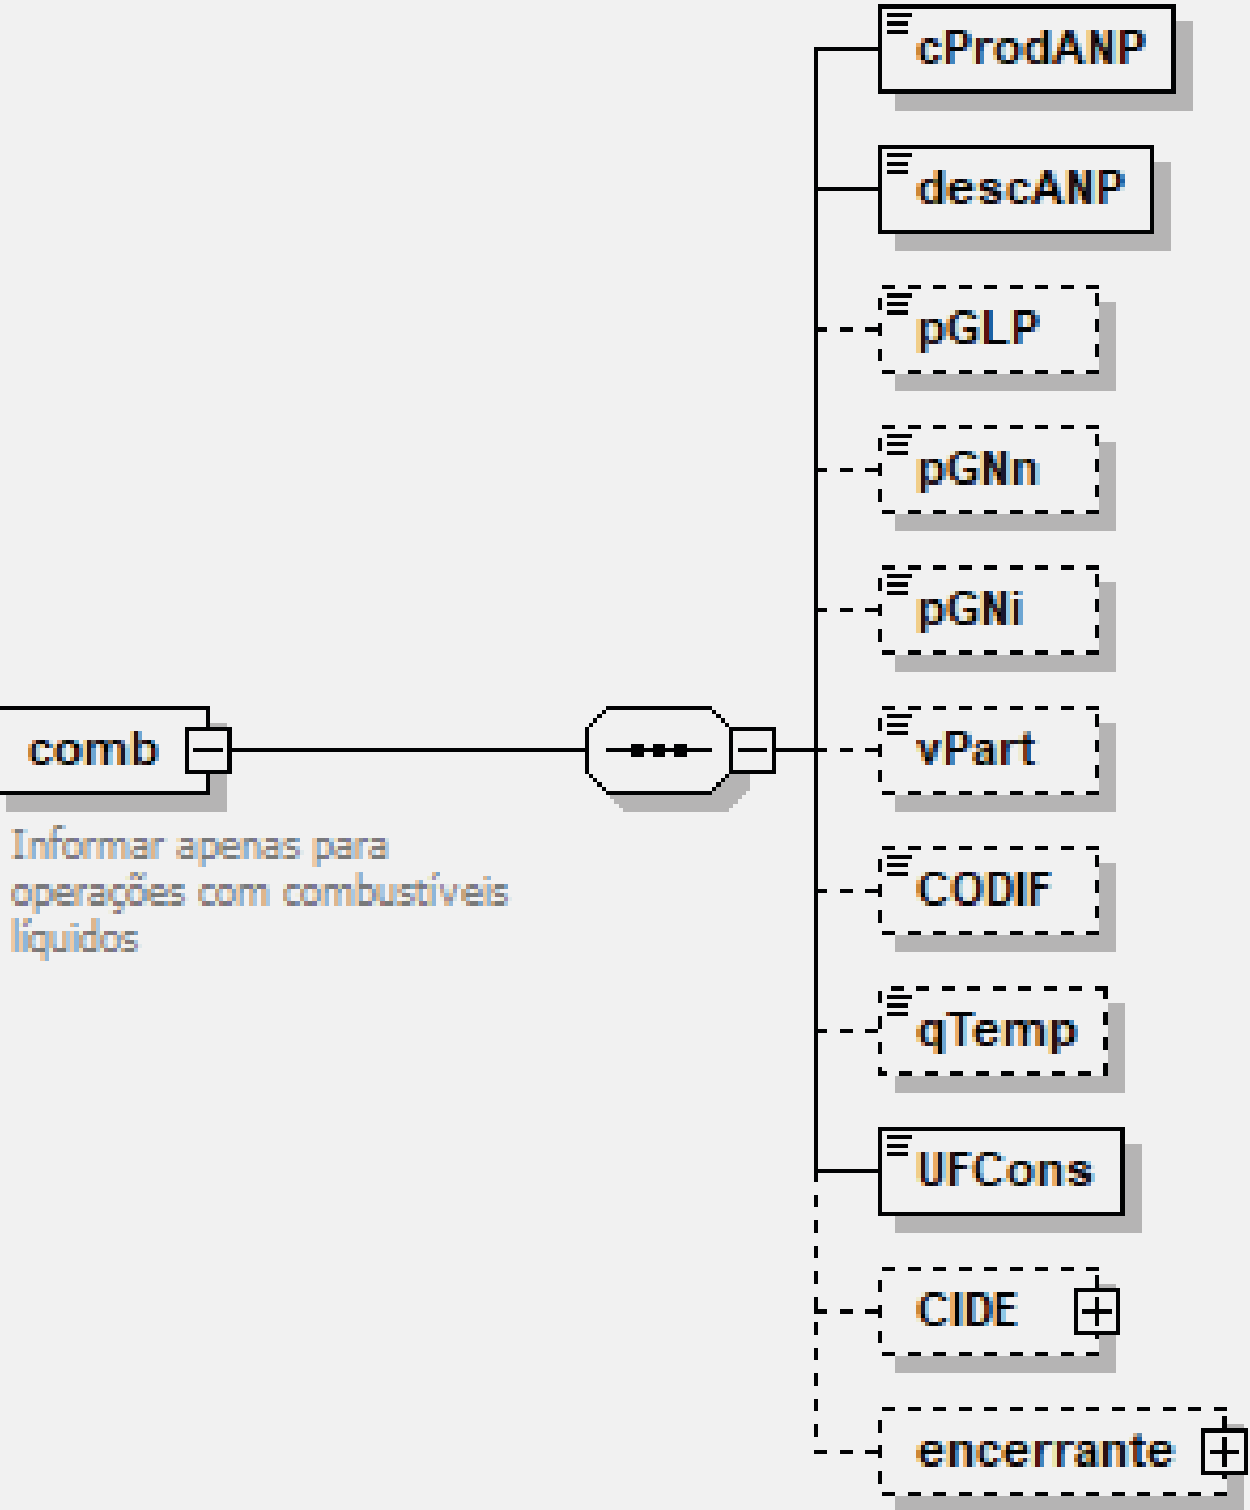 cProdANP
descANP
pGLP
pGNn
pGNi
comb
vPart
Informar apenas para
operações com combustíveis
líquidos
CODIF
qTemp
UFCons
CIDE
encerrante